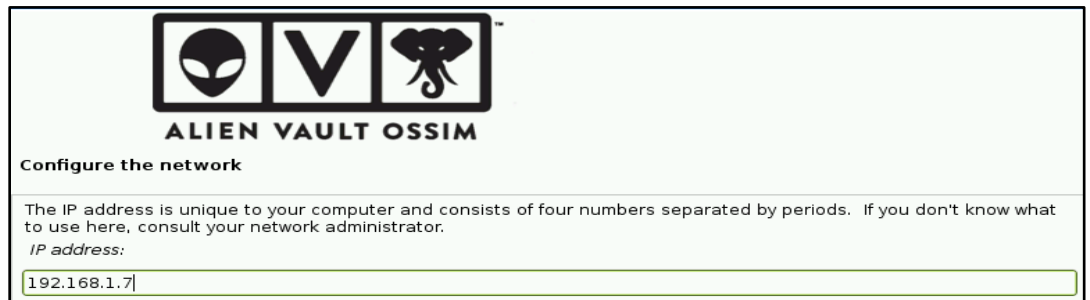 ALIEN VAULT OSSIM
™
Configure the network
The IP address is unique to your computer and consists of four numbers separated by periods.  If you don't know what
to use here, consult your network administrator.
IP address:
192.168.1.7